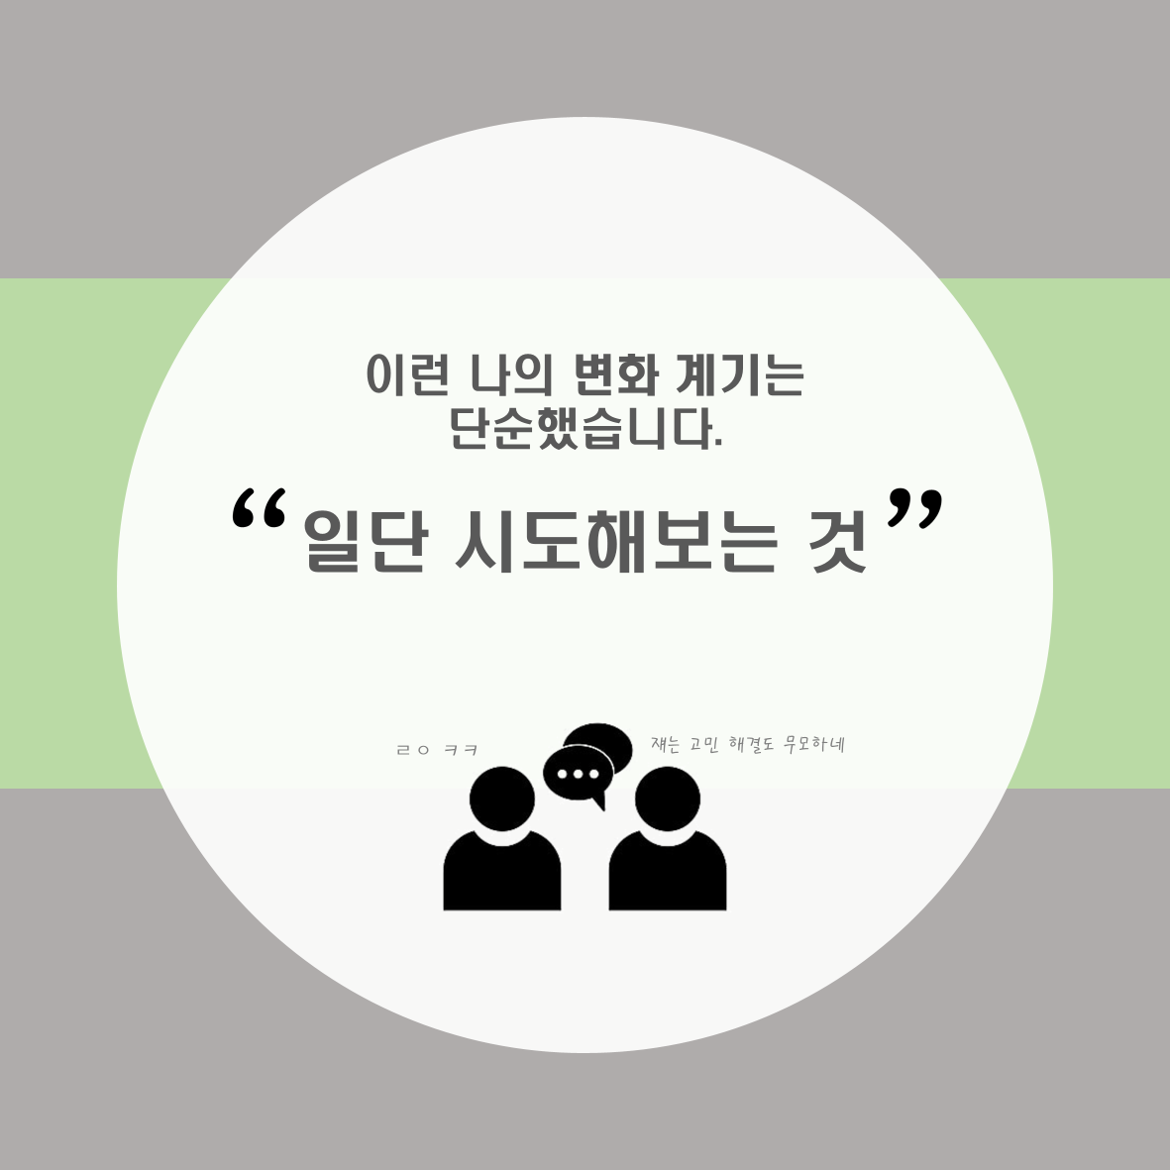 이런 나의 변화 계기는
단순했습니다.
“일단 시도해보는 것”
ㄹㅇ ㅋㅋ
쟤는 고민 해결도 무모하네